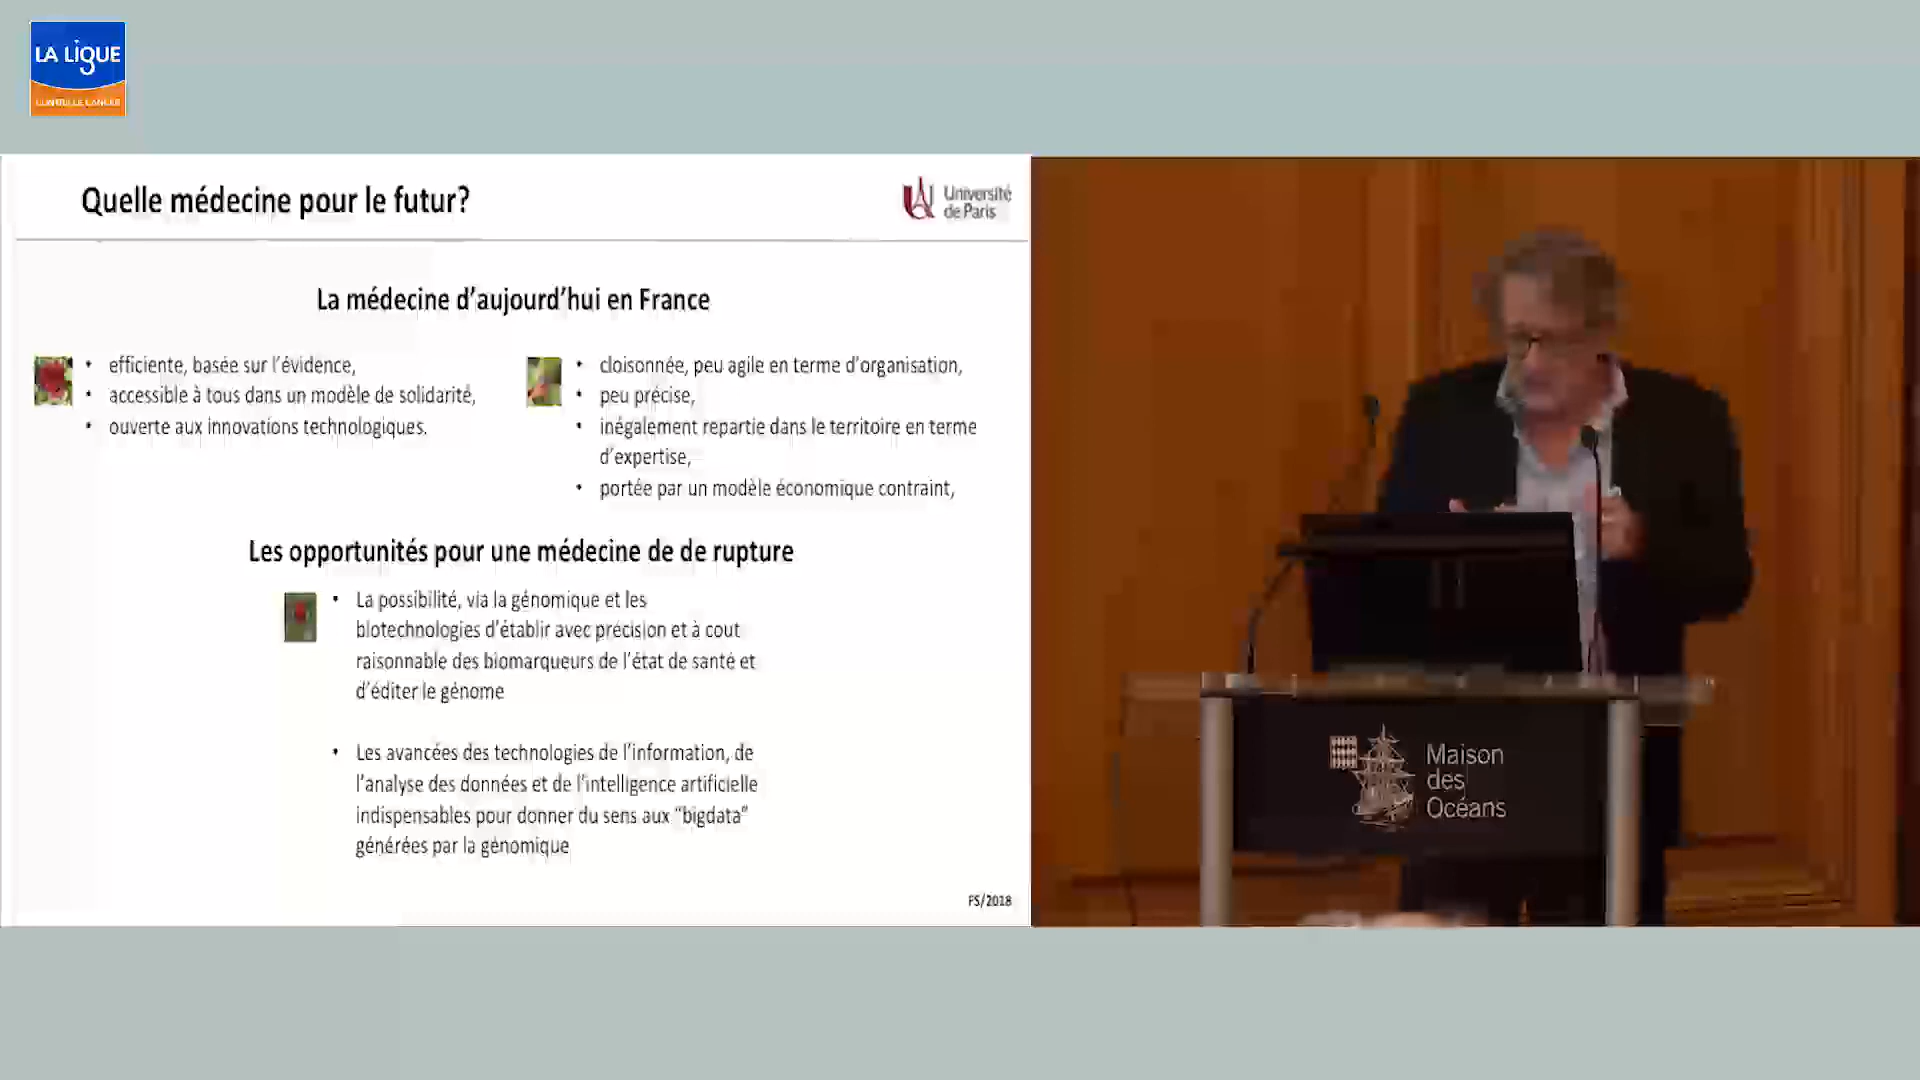 LA LIGUE
CONTRE LE CANCER
Quelle médecine pour le futur?
Université
de Paris
La médecine d'aujourd'hui en France
• efficiente, basée sur l'évidence,
• accessible à tous dans un modèle de solidarité,
• ouverte aux innovations technologiques.
• cloisonnée, peu agile en terme d'organisation,
• peu précise,
• inégalement repartie dans le territoire en terme
d'expertise,
• portée par un modèle économique contraint,
Les opportunités pour une médecine de de rupture
• La possibilité, via la génomique et les
biotechnologies d'établir avec précision et à cout
raisonnable des biomarqueurs de l'état de santé et
d'éditer le génome
• Les avancées des technologies de l'information, de
l'analyse des données et de l'intelligence artificielle
indispensables pour donner du sens aux "bigdata"
générées par la génomique
FS/2018
Maison
des
Océans